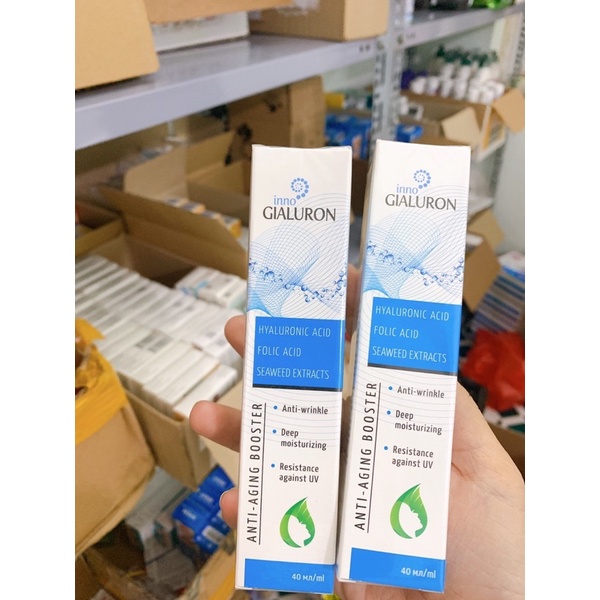 inno
GIALURON
HYALURONIC ACID
FOLIC ACID
SEAWEED EXTRACTS
ANTI-AGING BOOSTER
• Anti-wrinkle
• Deep
moisturizing
• Resistance
against UV
40 мл/ml
inno
GIALURON
HYALURONIC ACID
FOLIC ACID
SEAWEED EXTRACTS
ANTI-AGING BOOSTER
• Anti-wrinkle
• Deep
moisturizing
• Resistance
against UV
40 мл/ml